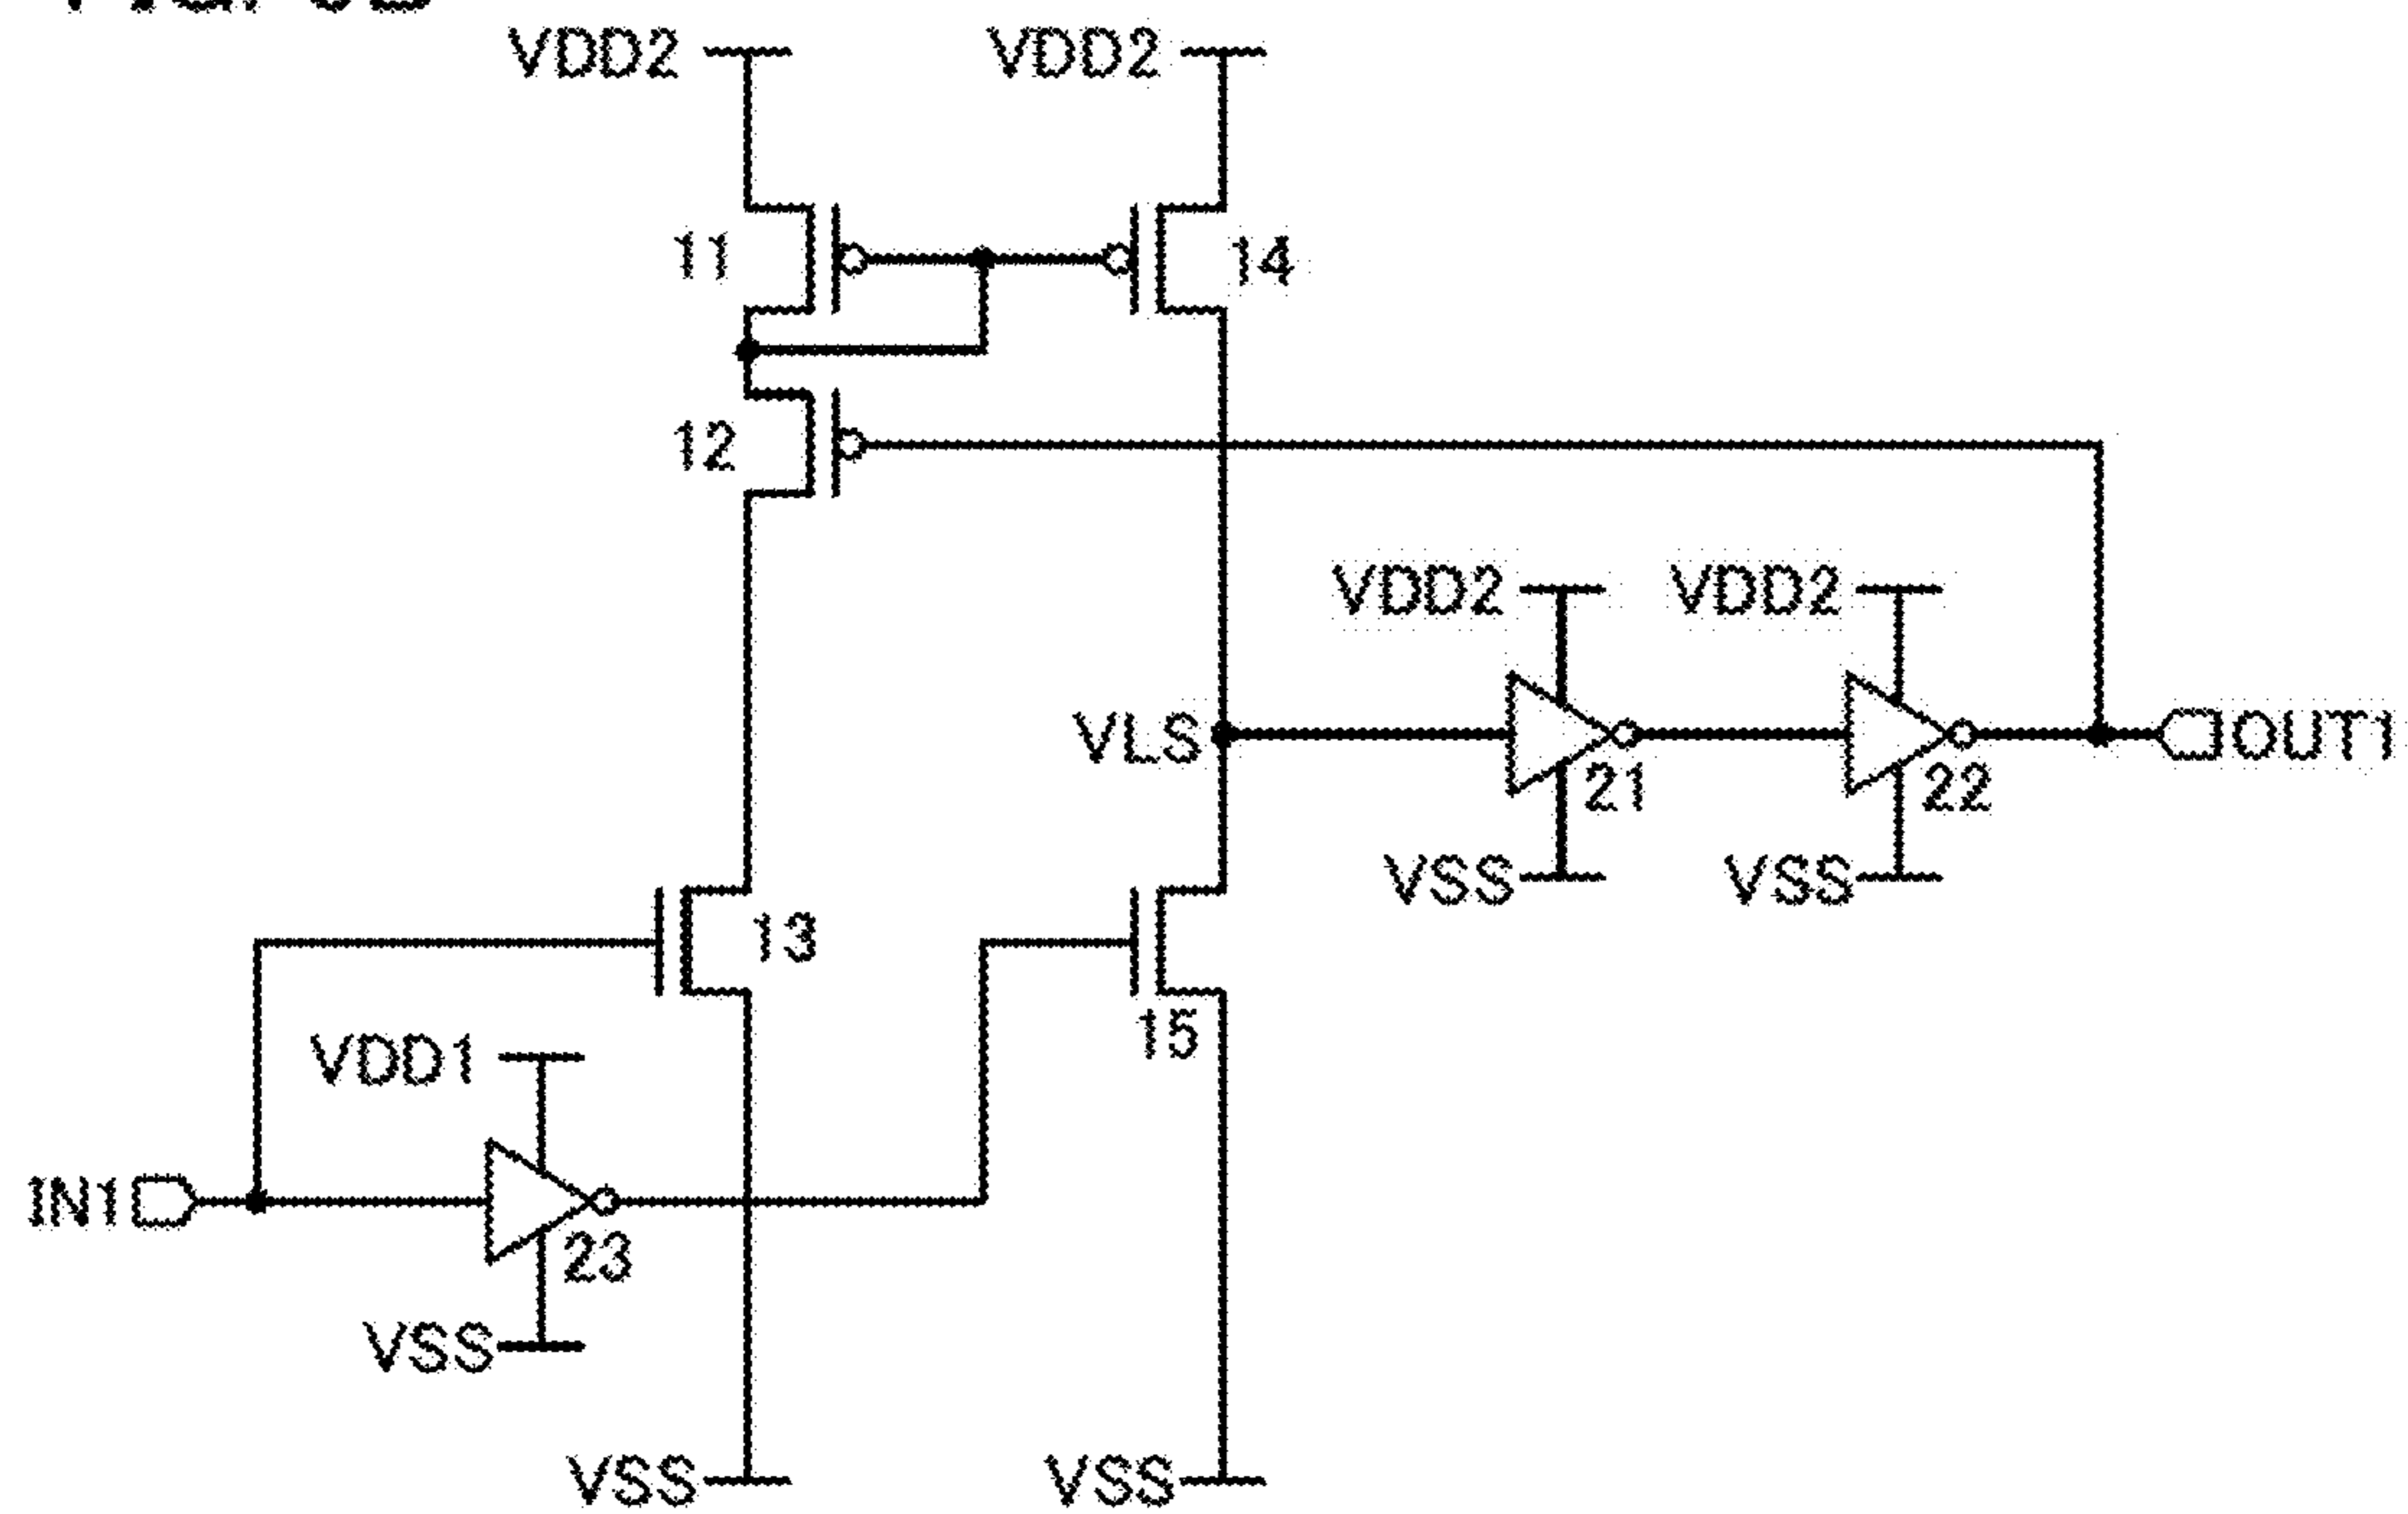 VDD2 VDD2
11 14
12
VDD2 VDD2
VLS 21 22 OUT1
VSS VSS
13
15
VDD1
IN1 23
VSS
VSS VSS